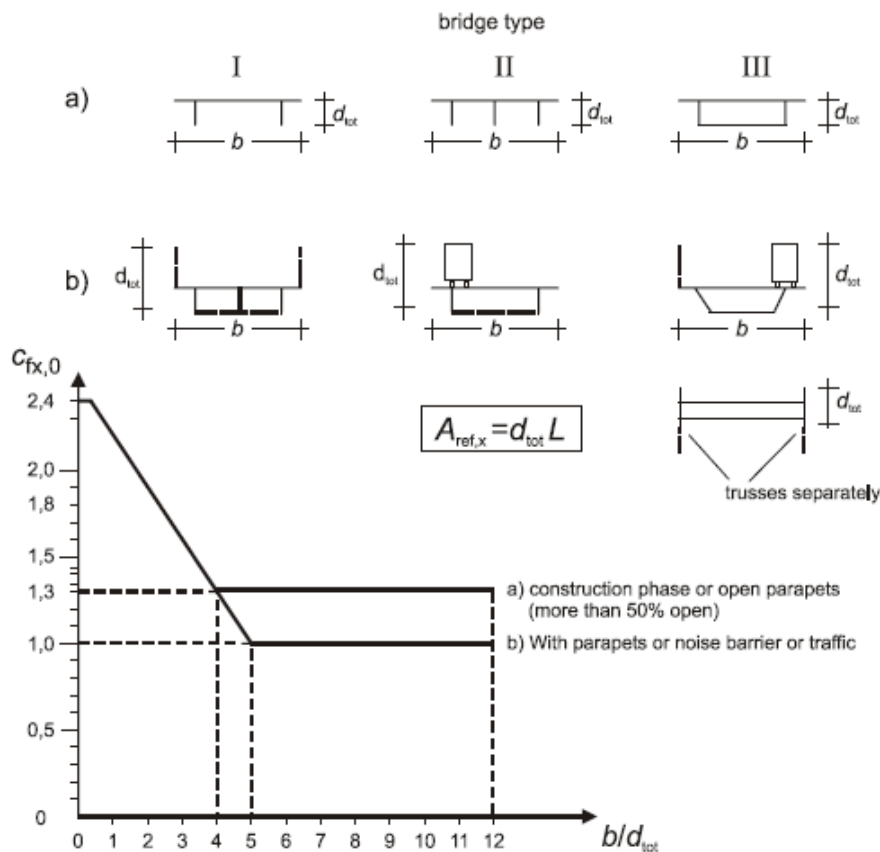 bridge type
I II III
a)
d_tot d_tot d_tot
b b b
b)
d_tot d_tot d_tot
b b b
c_fx,0
2,4
A_ref,x = d_tot L
d_tot
2,0
1,8
trusses separately
1,5
1,3
a) construction phase or open parapets
(more than 50% open)
1,0
b) With parapets or noise barrier or traffic
0,5
0
0 1 2 3 4 5 6 7 8 9 10 11 12
b/d_tot